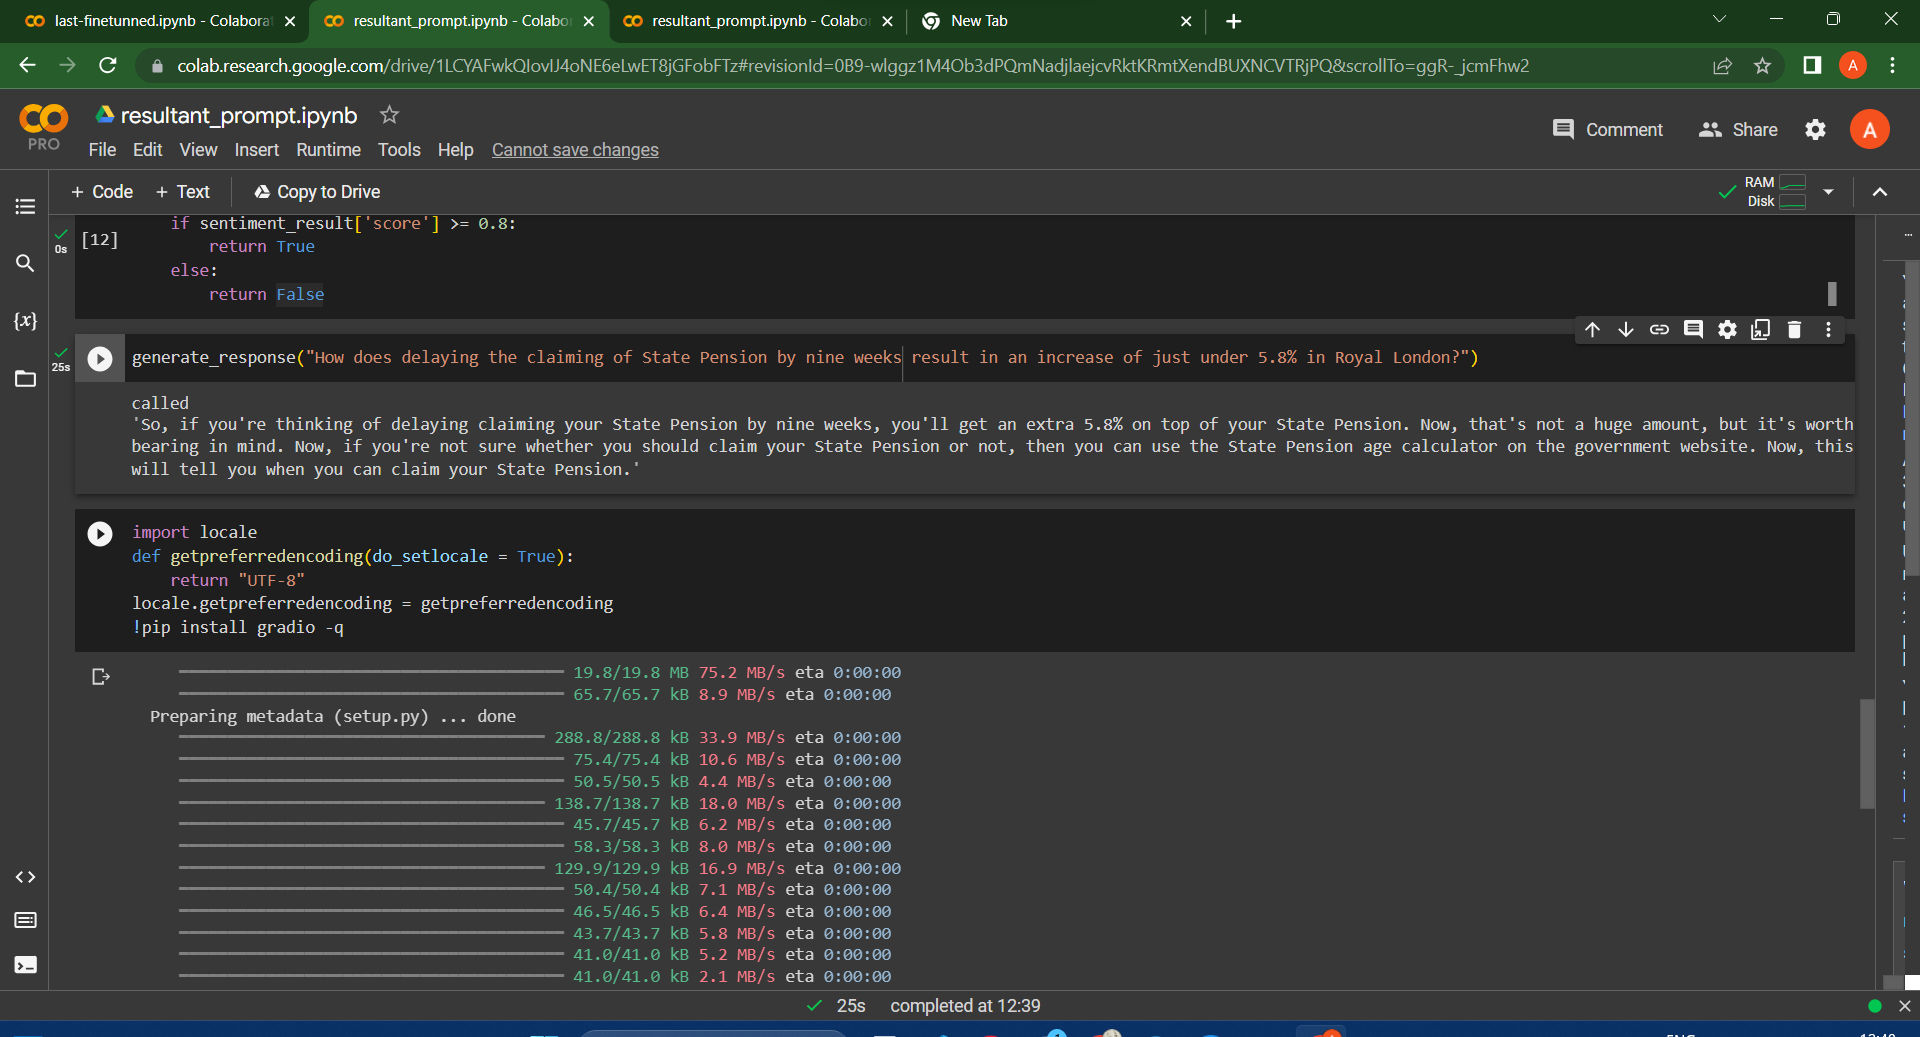 last-finetunned.ipynb - Colaborat
resultant_prompt.ipynb - Colabo
resultant_prompt.ipynb - Colabo
New Tab
colab.research.google.com/drive/1LCYAFwkQIovIJ4oNE6eLwET8jGFobFTz#revisionId=0B9-wlggz1M4Ob3dPQmNadjlaejcvRktKRmtXendBUXNCVTRjPQ&scrollTo=ggR-_jcmFhw2
A
PRO
resultant_prompt.ipynb
Comment
Share
A
File Edit View Insert Runtime Tools Help Cannot save changes
+ Code + Text Copy to Drive
RAM
Disk
0s
[12]
if sentiment_result['score'] >= 0.8:
return True
else:
return False
{x}
25s
generate_response("How does delaying the claiming of State Pension by nine weeks result in an increase of just under 5.8% in Royal London?")
called
'So, if you're thinking of delaying claiming your State Pension by nine weeks, you'll get an extra 5.8% on top of your State Pension. Now, that's not a huge amount, but it's worth
bearing in mind. Now, if you're not sure whether you should claim your State Pension or not, then you can use the State Pension age calculator on the government website. Now, this
will tell you when you can claim your State Pension.'
import locale
def getpreferredencoding(do_setlocale = True):
return "UTF-8"
locale.getpreferredencoding = getpreferredencoding
!pip install gradio -q
19.8/19.8 MB 75.2 MB/s eta 0:00:00
65.7/65.7 kB 8.9 MB/s eta 0:00:00
Preparing metadata (setup.py) ... done
288.8/288.8 kB 33.9 MB/s eta 0:00:00
75.4/75.4 kB 10.6 MB/s eta 0:00:00
50.5/50.5 kB 4.4 MB/s eta 0:00:00
138.7/138.7 kB 18.0 MB/s eta 0:00:00
45.7/45.7 kB 6.2 MB/s eta 0:00:00
58.3/58.3 kB 8.0 MB/s eta 0:00:00
129.9/129.9 kB 16.9 MB/s eta 0:00:00
50.4/50.4 kB 7.1 MB/s eta 0:00:00
46.5/46.5 kB 6.4 MB/s eta 0:00:00
43.7/43.7 kB 5.8 MB/s eta 0:00:00
41.0/41.0 kB 5.2 MB/s eta 0:00:00
41.0/41.0 kB 2.1 MB/s eta 0:00:00
25s completed at 12:39